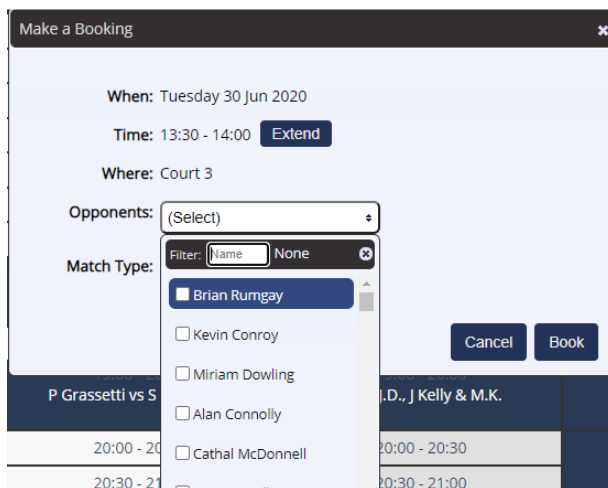 Make a Booking
When: Tuesday 30 Jun 2020
Time: 13:30 - 14:00 Extend
Where: Court 3
Opponents: (Select)
Filter: Name None
Match Type:
Brian Rumgay
Kevin Conroy
Cancel Book
Miriam Dowling
P Grassetti vs S J.D., J Kelly & M.K.
Alan Connolly
20:00 - 20 20:00 - 20:30
Cathal McDonnell
20:30 - 21 20:30 - 21:00